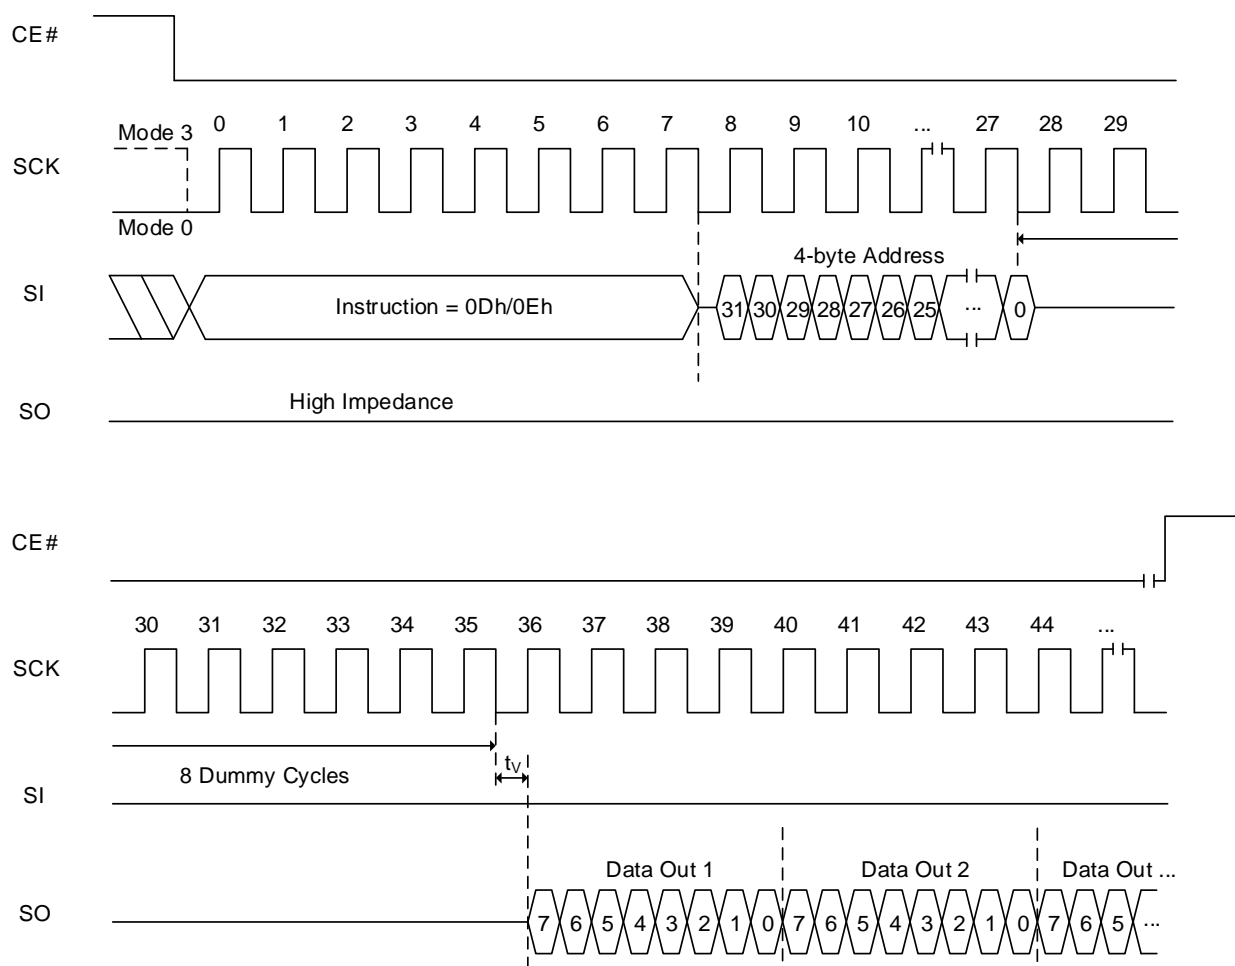 CE#
Mode 3 0 1 2 3 4 5 6 7 8 9 10 ... 27 28 29
SCK
Mode 0
4-byte Address
SI Instruction = 0Dh/0Eh 31 30 29 28 27 26 25 ... 0
SO High Impedance
CE#
30 31 32 33 34 35 36 37 38 39 40 41 42 43 44 ...
SCK
8 Dummy Cycles tV
SI
Data Out 1 Data Out 2 Data Out ...
SO 7 6 5 4 3 2 1 0 7 6 5 4 3 2 1 0 7 6 5 ...